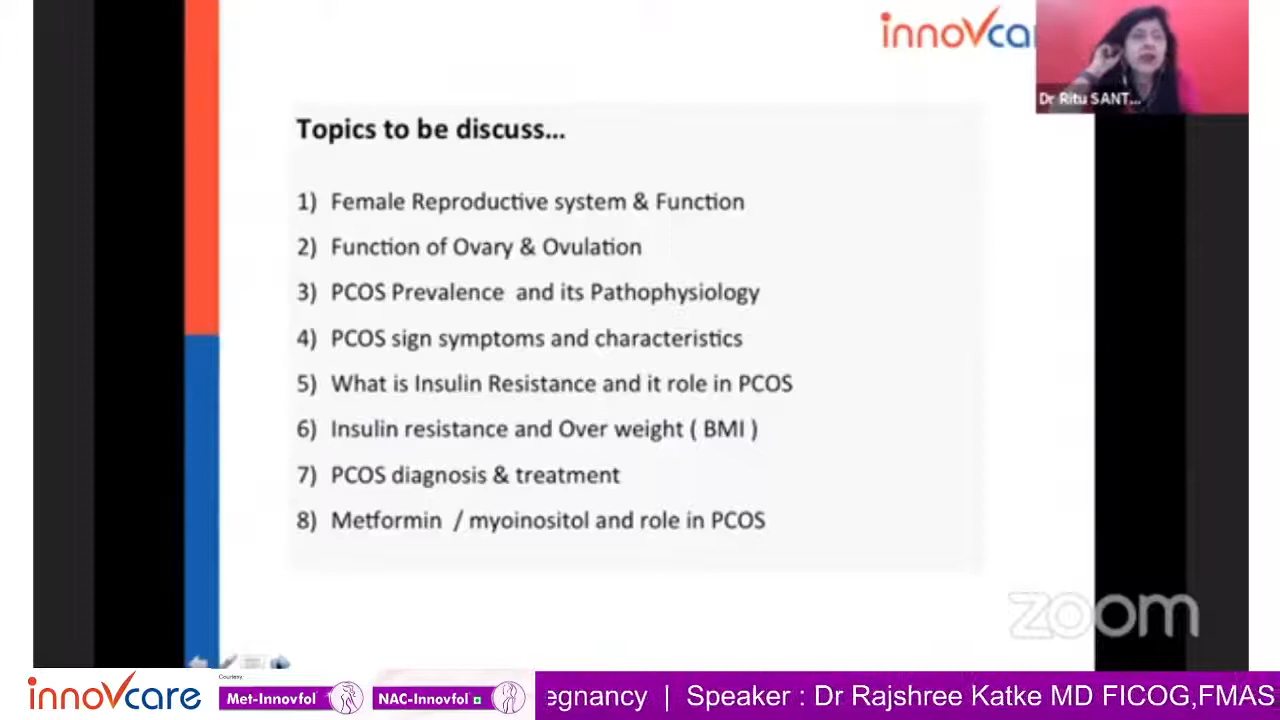 innovca
Dr Ritu SANT...
Topics to be discuss...
1) Female Reproductive system & Function
2) Function of Ovary & Ovulation
3) PCOS Prevalence and its Pathophysiology
4) PCOS sign symptoms and characteristics
5) What is Insulin Resistance and it role in PCOS
6) Insulin resistance and Over weight ( BMI )
7) PCOS diagnosis & treatment
8) Metformin / myoinositol and role in PCOS
zoom
innovcare
Courtesy
Met-Innovfol
NAC-Innovfol
egnancy | Speaker : Dr Rajshree Katke MD FICOG,FMAS